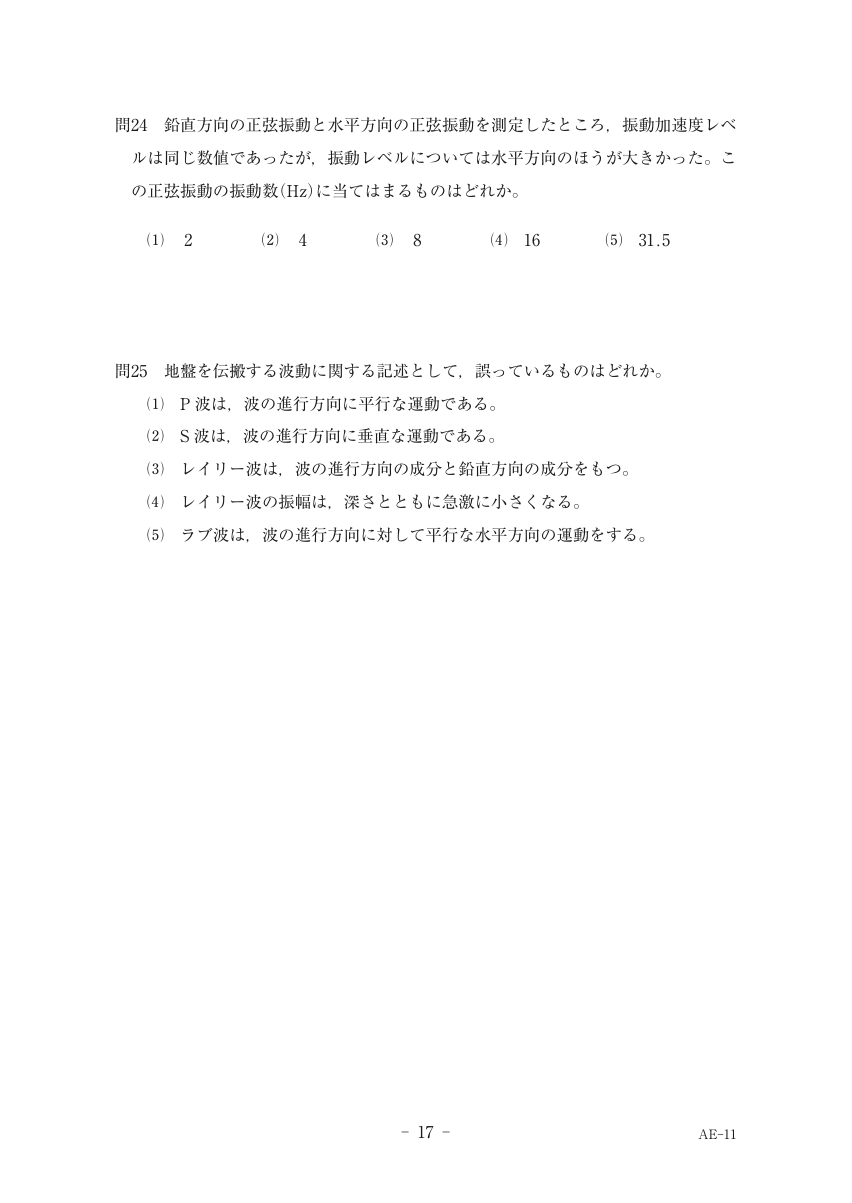 問24　鉛直方向の正弦振動と水平方向の正弦振動を測定したところ，振動加速度レベ
ルは同じ数値であったが，振動レベルについては水平方向のほうが大きかった。こ
の正弦振動の振動数(Hz)に当てはまるものはどれか。
(1)　2　　(2)　4　　(3)　8　　(4)　16　　(5)　31.5
問25　地盤を伝搬する波動に関する記述として，誤っているものはどれか。
(1)　P 波は，波の進行方向に平行な運動である。
(2)　S 波は，波の進行方向に垂直な運動である。
(3)　レイリー波は，波の進行方向の成分と鉛直方向の成分をもつ。
(4)　レイリー波の振幅は，深さとともに急激に小さくなる。
(5)　ラブ波は，波の進行方向に対して平行な水平方向の運動をする。
－ 17 －
AE-11